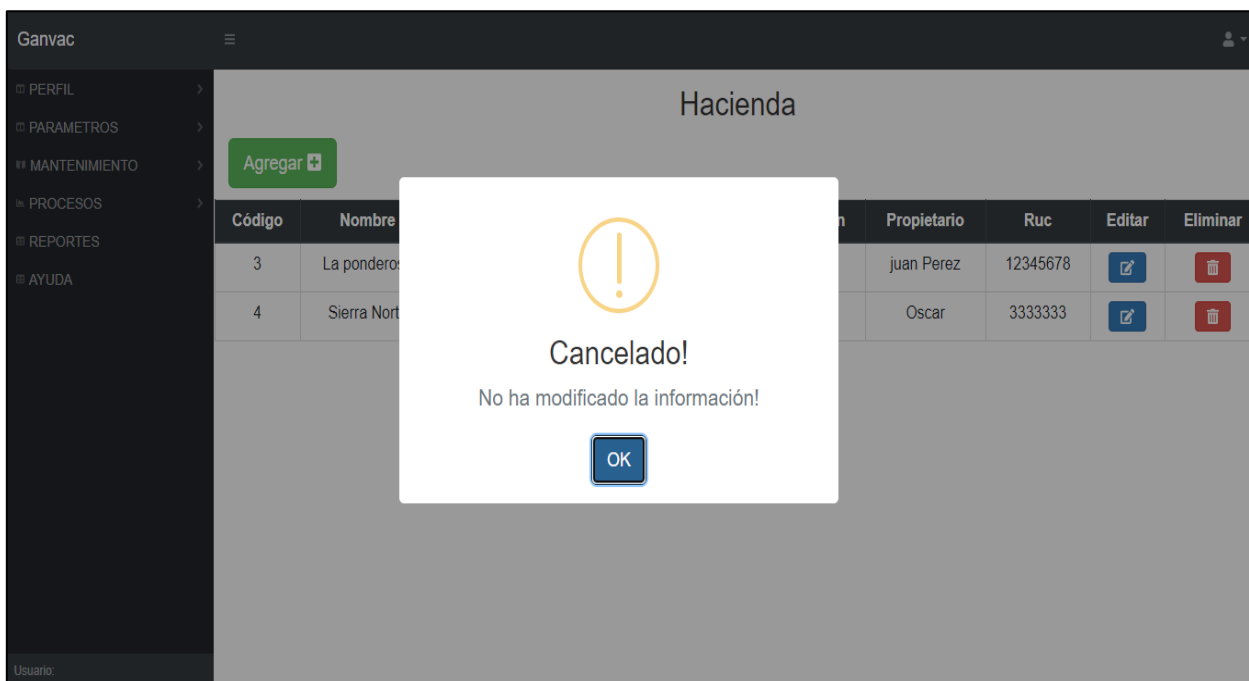 Ganvac
PERFIL
PARAMETROS
MANTENIMIENTO
PROCESOS
REPORTES
AYUDA
Usuario:
Hacienda
Agregar
Código Nombre Propietario Ruc Editar Eliminar
3 La ponderos juan Perez 12345678
4 Sierra Nort Oscar 3333333
Cancelado!
No ha modificado la información!
OK